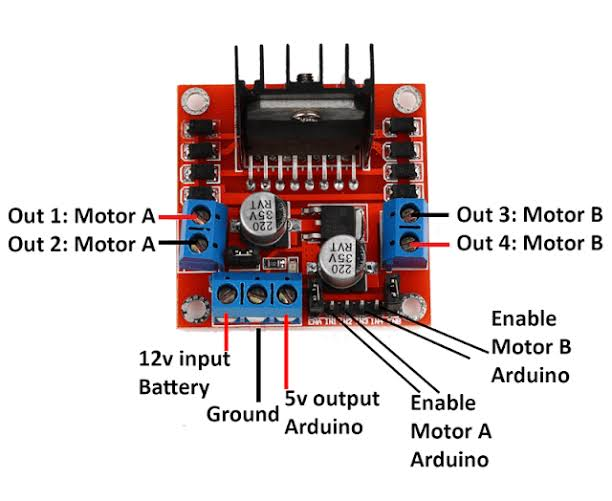 Out 1: Motor A
Out 2: Motor A
Out 3: Motor B
Out 4: Motor B
220
35V
RVT
220
35V
RVT
12v input
Battery
Ground
5v output
Arduino
Enable
Motor A
Arduino
Enable
Motor B
Arduino